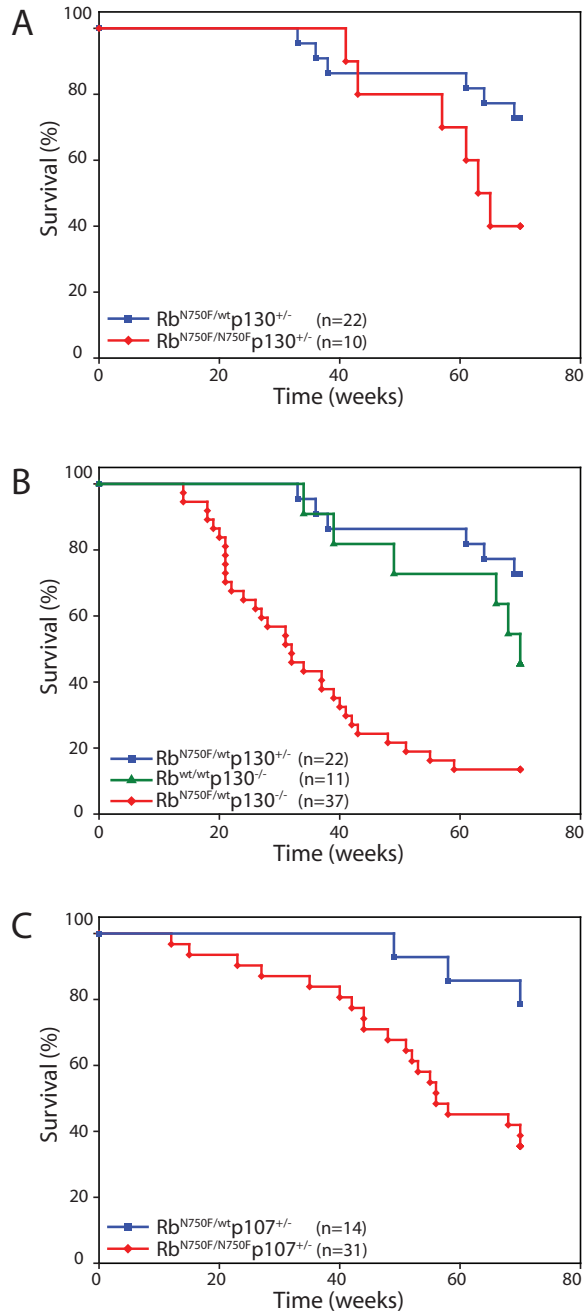 A
100
80
60
40
20
0
Survival (%)
Rb^N750F/wt p130^+/- (n=22)
Rb^N750F/N750F p130^+/- (n=10)
0 20 40 60 80
Time (weeks)
B
100
80
60
40
20
0
Survival (%)
Rb^N750F/wt p130^+/- (n=22)
Rb^wt/wt p130^-/- (n=11)
Rb^N750F/wt p130^-/- (n=37)
0 20 40 60 80
Time (weeks)
C
100
80
60
40
20
0
Survival (%)
Rb^N750F/wt p107^+/- (n=14)
Rb^N750F/N750F p107^+/- (n=31)
0 20 40 60 80
Time (weeks)